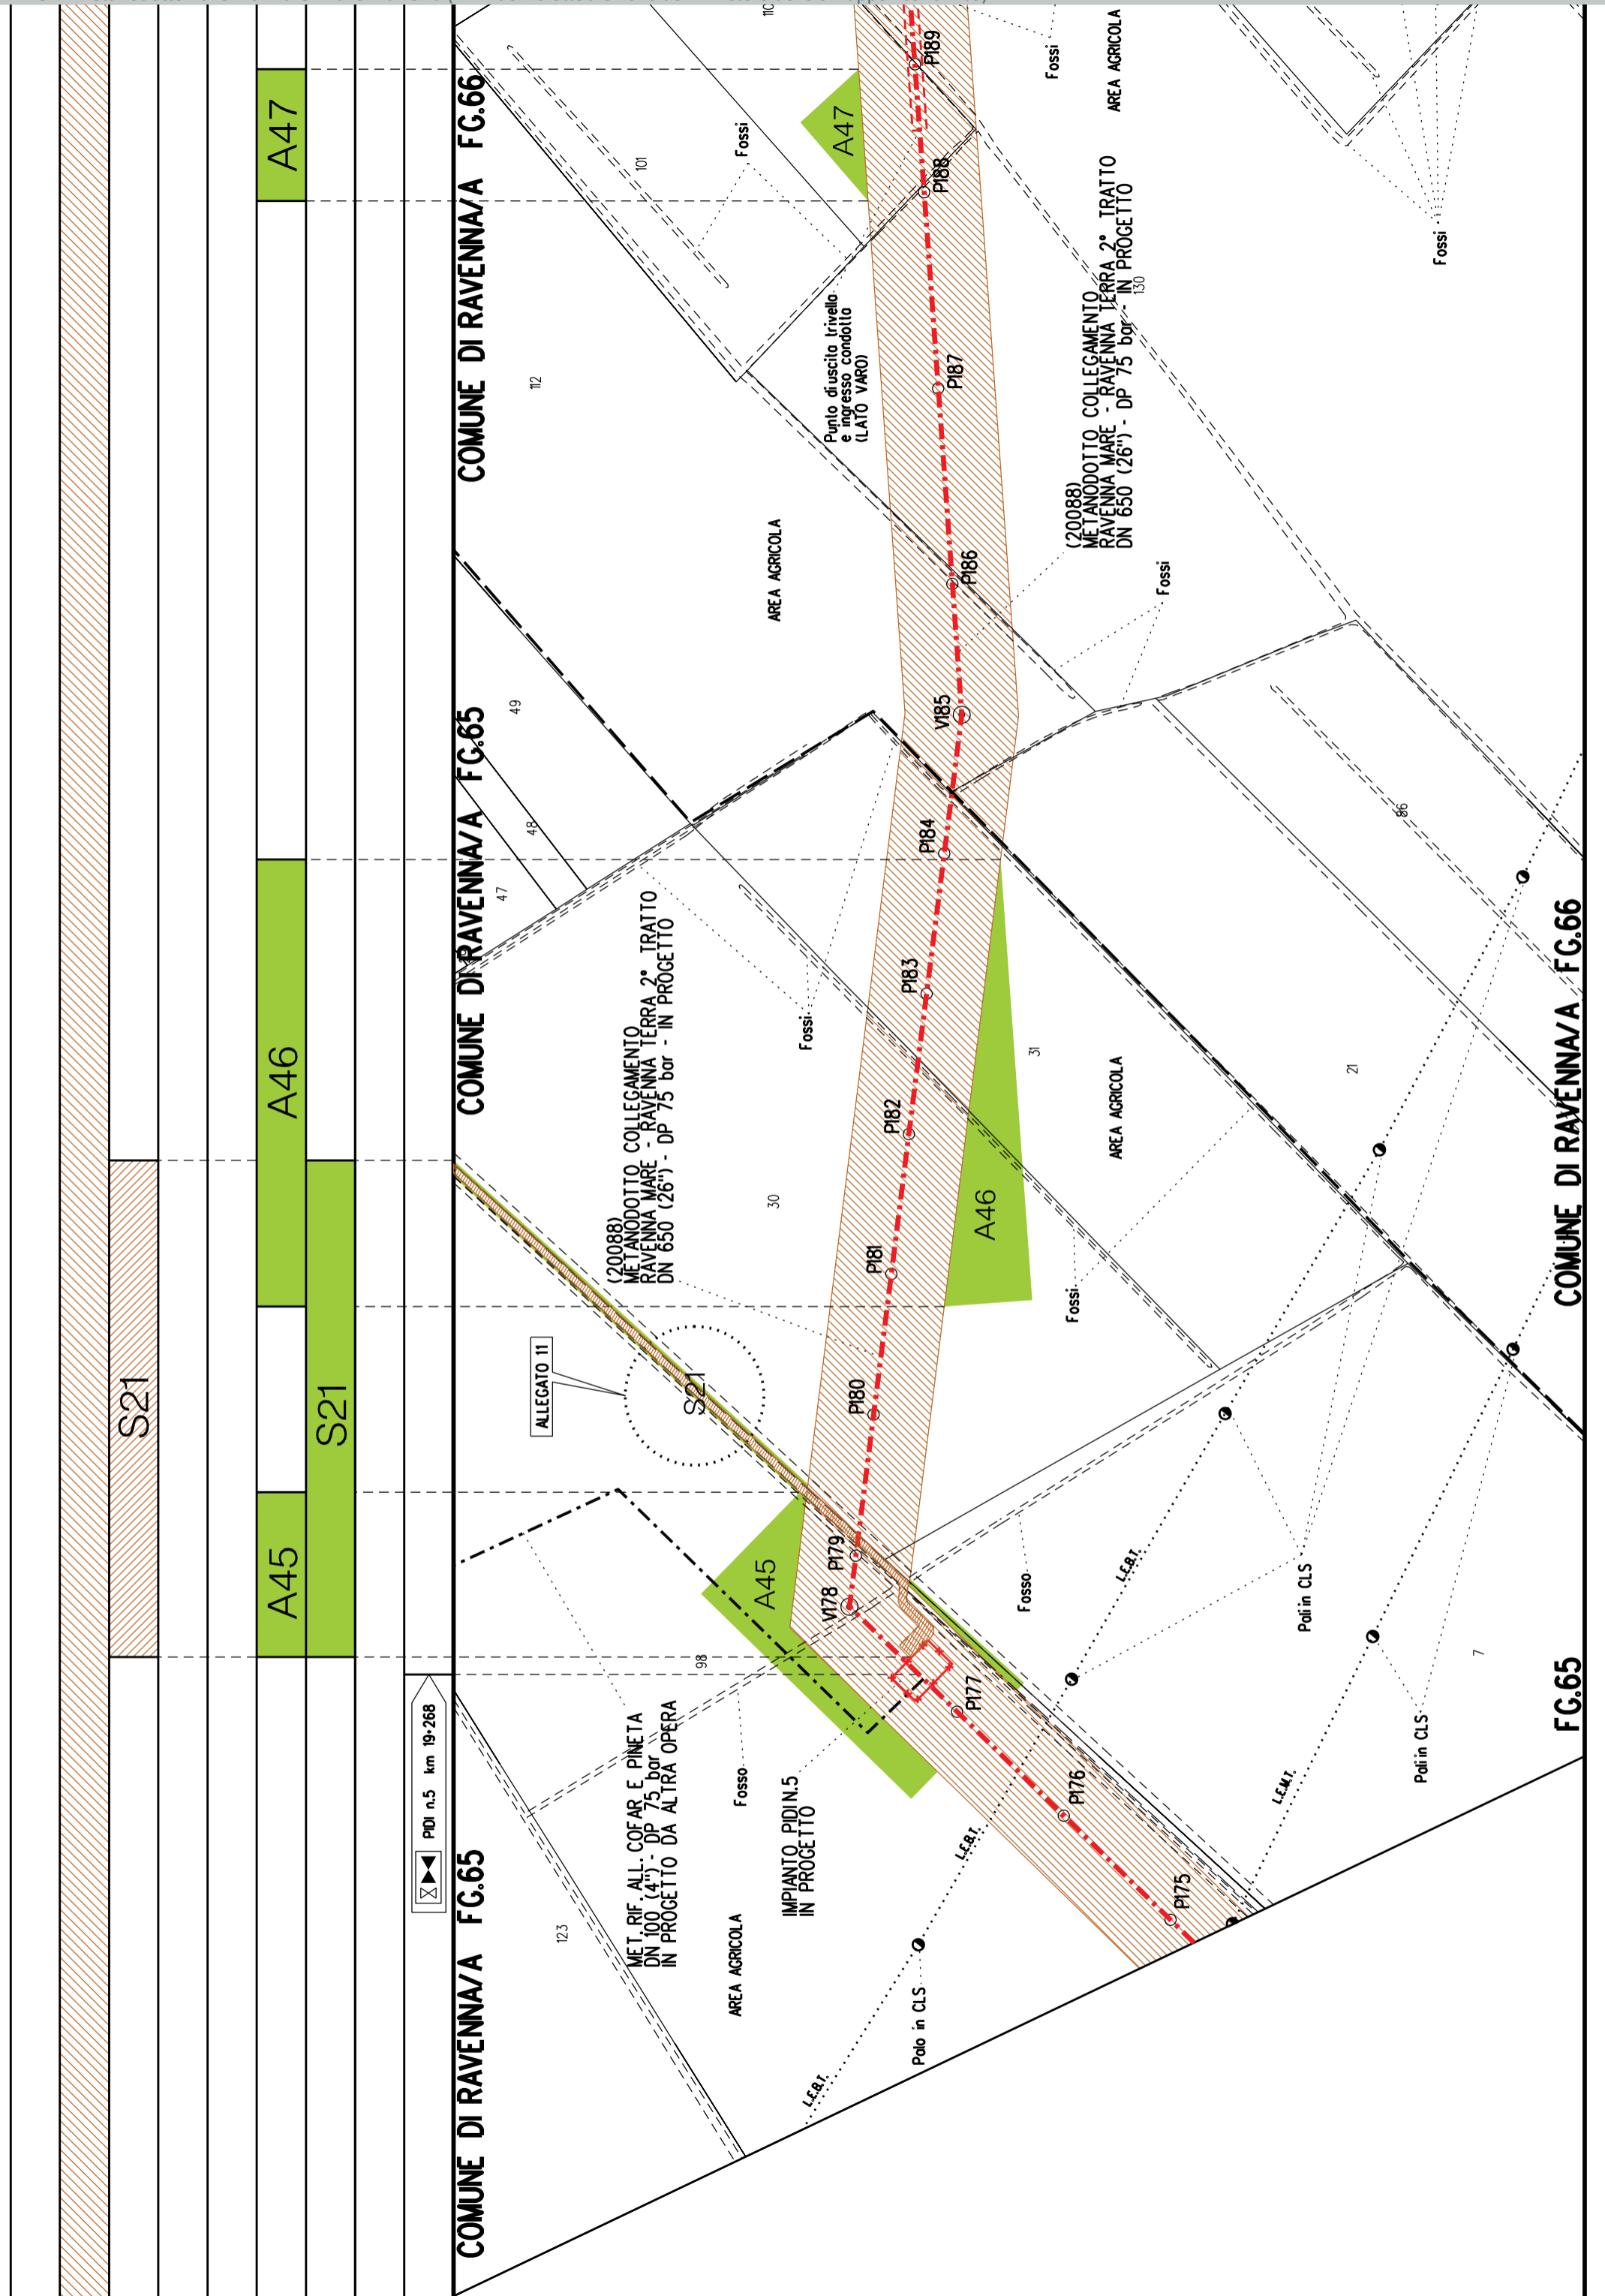 A47
A46
A45
S21
S21
COMUNE DI RAVENNA/A FG.66
COMUNE DI RAVENNA/A FG.65
COMUNE DI RAVENNA/A FG.65
COMUNE DI RAVENNA/A FG.66
FG.65
PIDI n.5 km 19+268
ALLEGATO 11
S21
A45
A46
A47
P175
P176
P177
V178
P179
P180
P181
P182
P183
P184
V185
P186
P187
P188
P189
(20088)
METANODOTTO COLLEGAMENTO
RAVENNA MARE - RAVENNA TERRA 2° TRATTO
DN 650 (26") - DP 75 bar - IN PROGETTO
(20088)
METANODOTTO COLLEGAMENTO
RAVENNA MARE - RAVENNA TERRA 2° TRATTO
DN 650 (26") - DP 75 bar - IN PROGETTO
MET. RIF. ALL. COFAR E PINETA
DN 100 (4") - DP 75 bar
IN PROGETTO DA ALTRA OPERA
IMPIANTO PIDI N.5
IN PROGETTO
Punto di uscita trivella
e ingresso condotta
(LATO VARO)
AREA AGRICOLA
AREA AGRICOLA
AREA AGRICOLA
AREA AGRICOLA
Fossi
Fossi
Fossi
Fossi
Fossi
Fossi
Fosso
Fosso
Palo in CLS
Pali in CLS
Pali in CLS
L.E.B.T.
L.E.B.T.
L.E.B.T.
L.E.M.T.
101
112
49
48
47
30
31
98
123
130
86
21
7